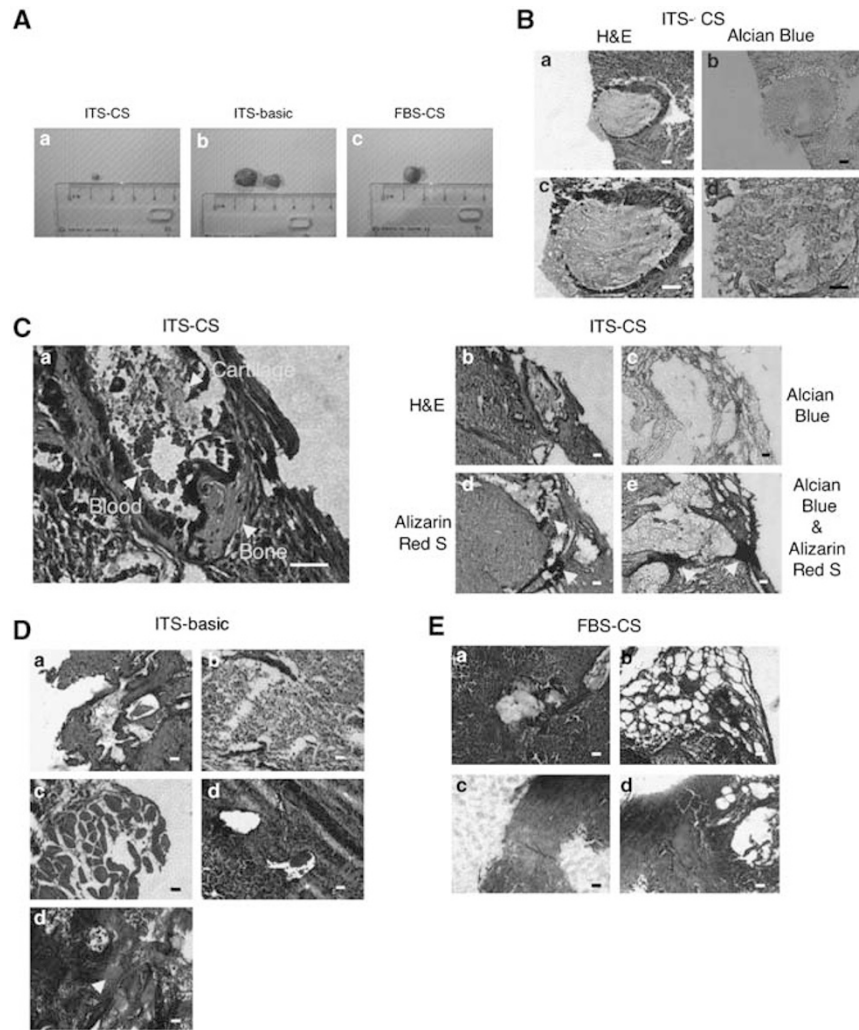 A
ITS-CS
ITS-basic
FBS-CS
a
b
c
B
ITS- CS
H&E
Alcian Blue
a
b
c
d
C
ITS-CS
a
Cartilage
Blood
Bone
ITS-CS
H&E
b
c
Alcian
Blue
Alizarin
Red S
d
e
Alcian
Blue
&
Alizarin
Red S
D
ITS-basic
a
b
c
d
d
E
FBS-CS
a
b
c
d